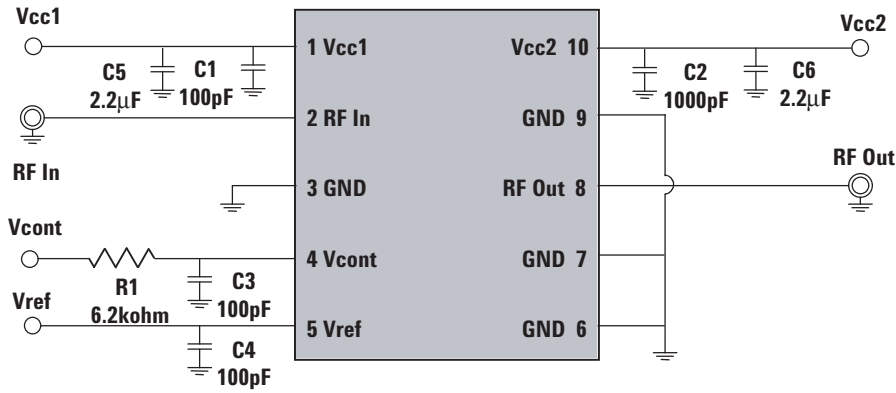 Vcc1
C5
2.2μF
C1
100pF
1 Vcc1
Vcc2 10
C2
1000pF
C6
2.2μF
Vcc2
RF In
2 RF In
GND 9
3 GND
RF Out 8
RF Out
Vcont
R1
6.2kohm
C3
100pF
4 Vcont
GND 7
Vref
C4
100pF
5 Vref
GND 6